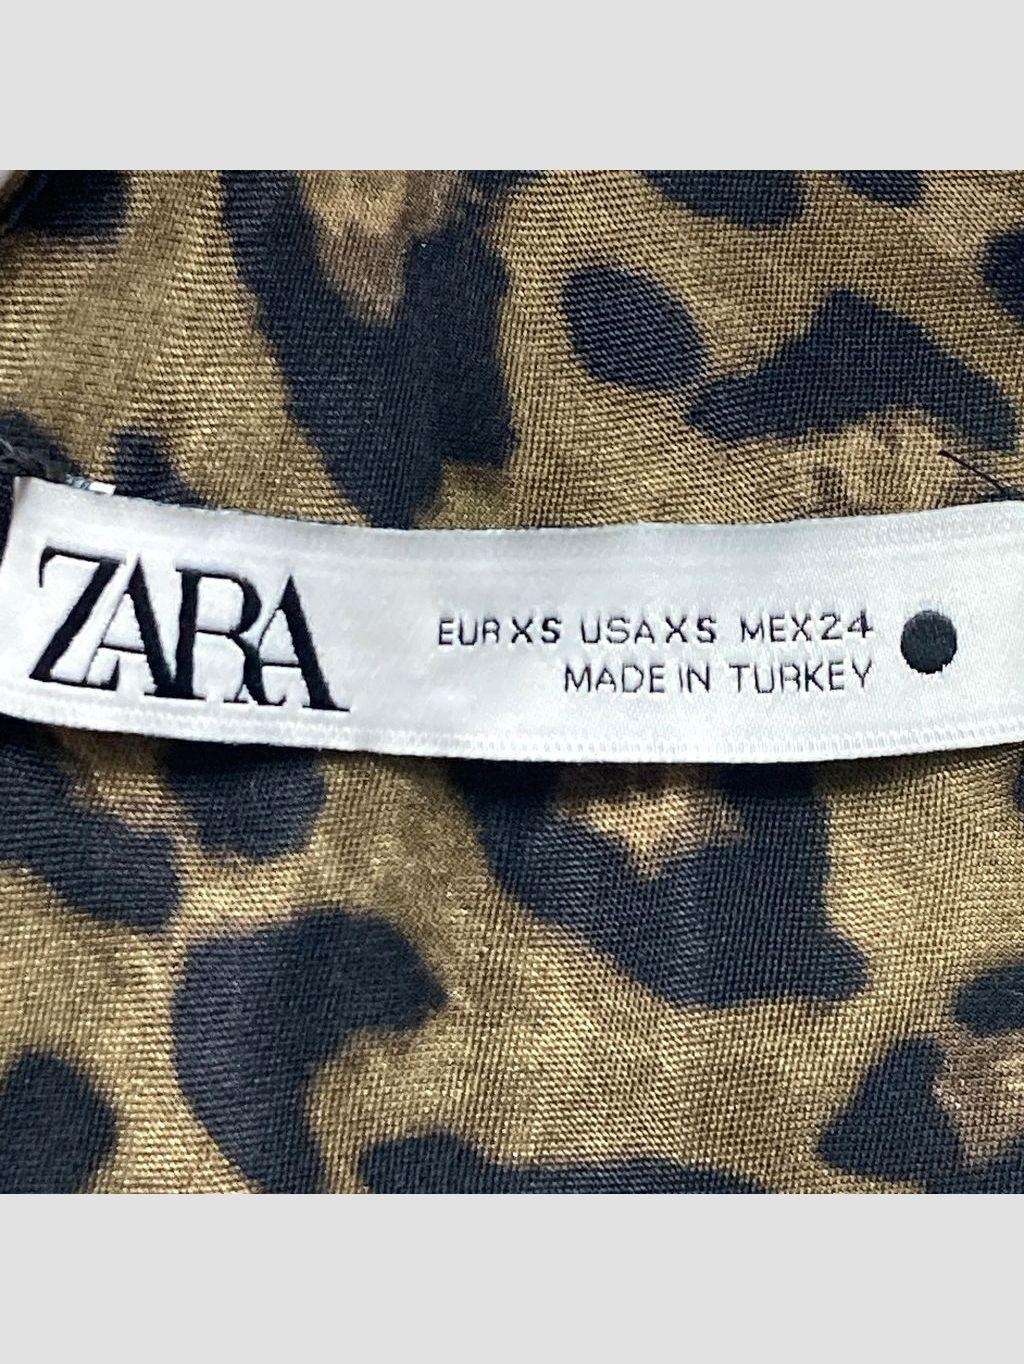 ZARA
EUR XS USA XS MEX 24
MADE IN TURKEY